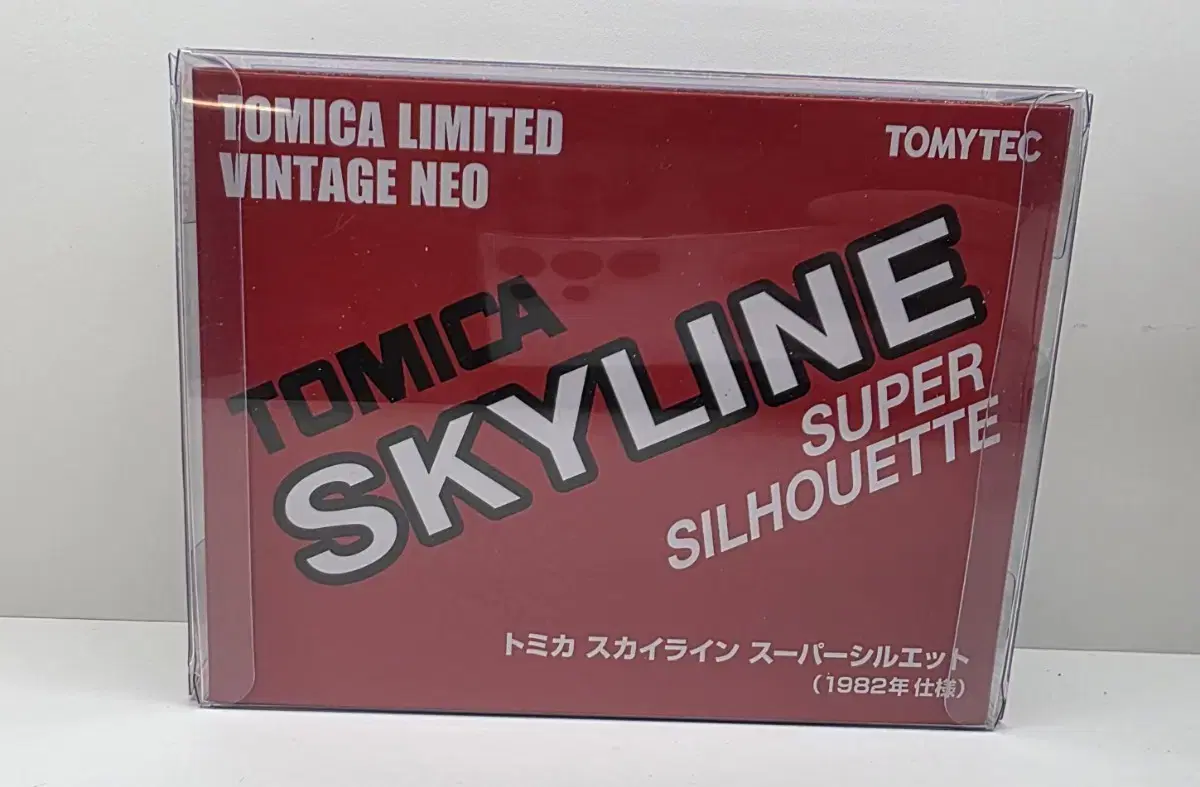 TOMICA LIMITED
VINTAGE NEO
TOMYTEC
TOMICA
SKYLINE
SUPER
SILHOUETTE
トミカ スカイライン スーパーシルエット
(1982年 仕様)